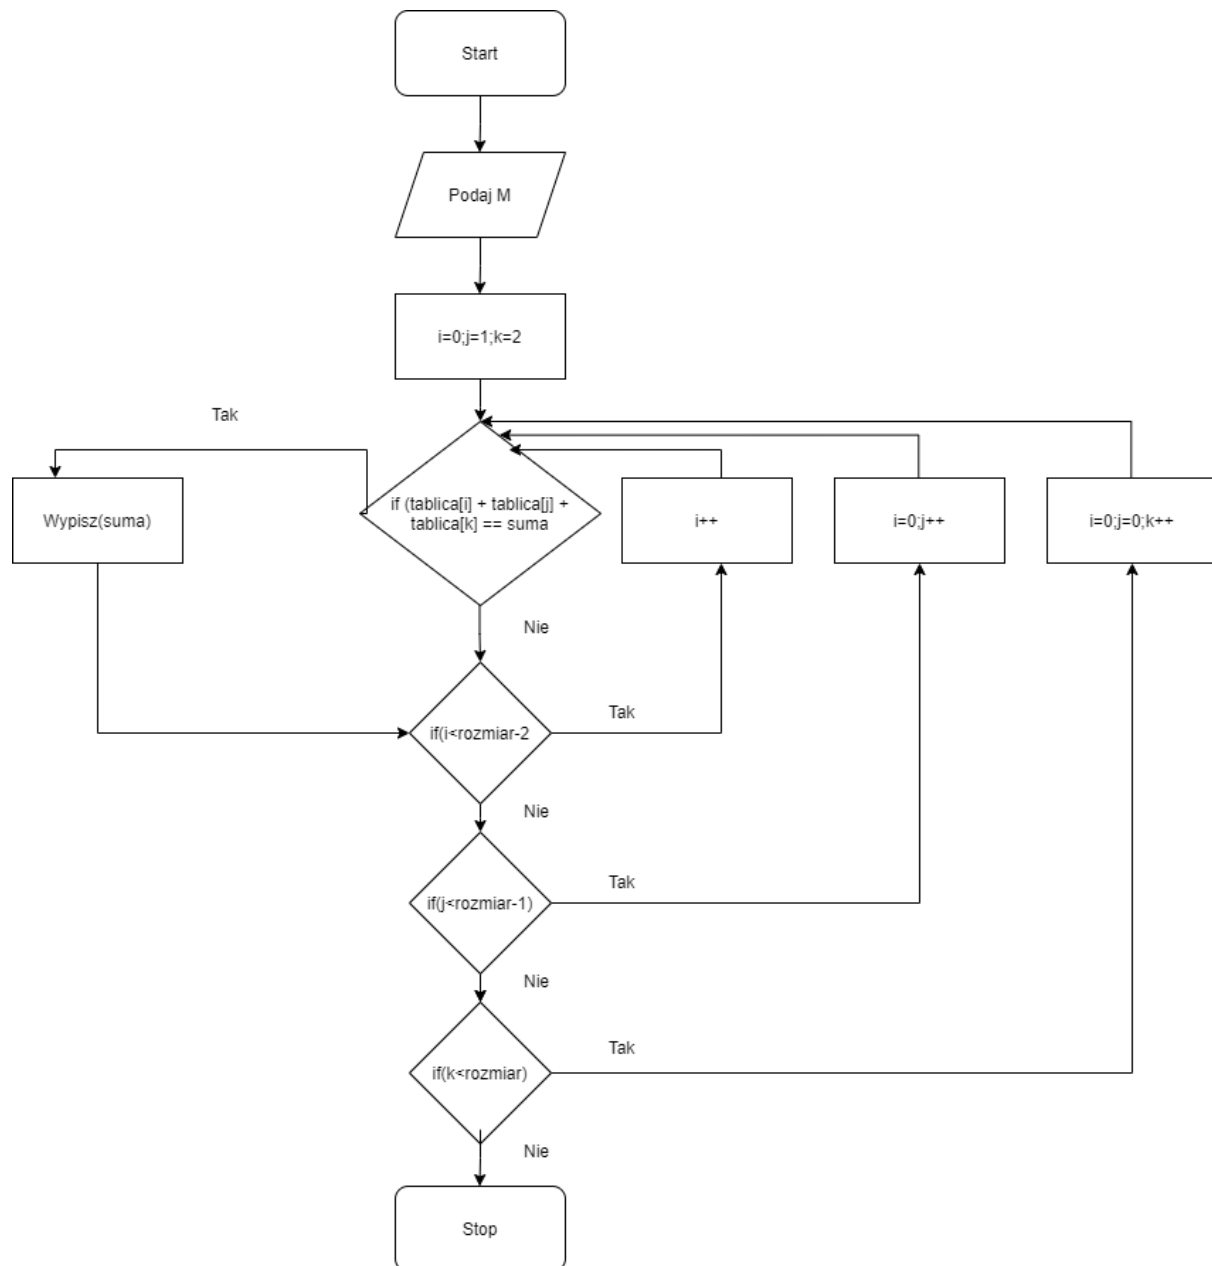 Start
Podaj M
i=0;j=1;k=2
Tak
Wypisz(suma)
if (tablica[i] + tablica[j] +
tablica[k] == suma
i++
i=0;j++
i=0;j=0;k++
Nie
if(i<rozmiar-2
Tak
Nie
if(j<rozmiar-1)
Tak
Nie
if(k<rozmiar)
Tak
Nie
Stop